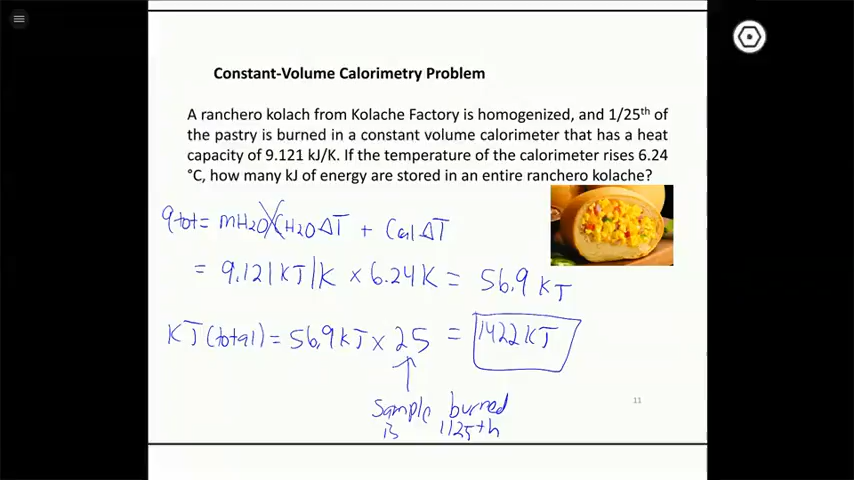 Constant-Volume Calorimetry Problem
A ranchero kolach from Kolache Factory is homogenized, and 1/25th of
the pastry is burned in a constant volume calorimeter that has a heat
capacity of 9.121 kJ/K. If the temperature of the calorimeter rises 6.24
°C, how many kJ of energy are stored in an entire ranchero kolache?
qtot = mH2O CH2O ΔT + Cal ΔT
= 9.121 KJ/K × 6.24 K = 56.9 KJ
KJ (total) = 56.9 KJ × 25 = 1422 KJ
Sample burned
is 1/25th
11